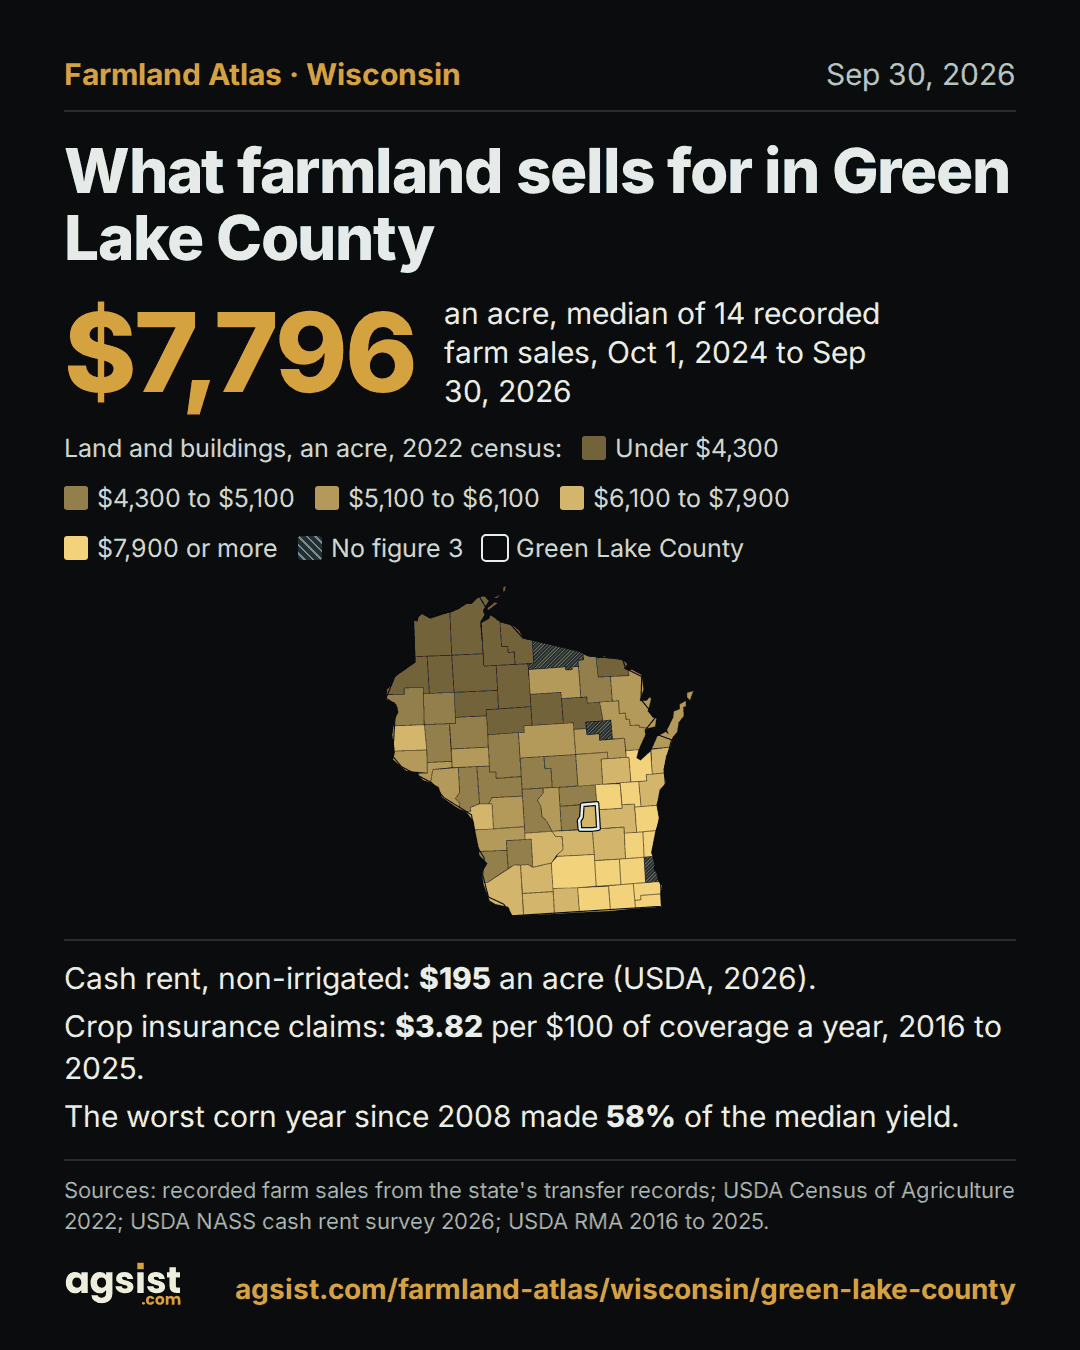 Farmland Atlas · Wisconsin
Sep 30, 2026
What farmland sells for in Green
Lake County
$7,796
an acre, median of 14 recorded
farm sales, Oct 1, 2024 to Sep
30, 2026
Land and buildings, an acre, 2022 census: Under $4,300
$4,300 to $5,100 $5,100 to $6,100 $6,100 to $7,900
$7,900 or more No figure 3 Green Lake County
Cash rent, non-irrigated: $195 an acre (USDA, 2026).
Crop insurance claims: $3.82 per $100 of coverage a year, 2016 to
2025.
The worst corn year since 2008 made 58% of the median yield.
Sources: recorded farm sales from the state's transfer records; USDA Census of Agriculture
2022; USDA NASS cash rent survey 2026; USDA RMA 2016 to 2025.
agsist
.com
agsist.com/farmland-atlas/wisconsin/green-lake-county